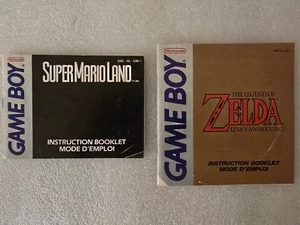 Nintendo
GAME BOY
SUPER MARIO LAND
INSTRUCTION BOOKLET
MODE D'EMPLOI
Nintendo
GAME BOY
THE LEGEND OF
ZELDA
LINK'S AWAKENING
INSTRUCTION BOOKLET
MODE D'EMPLOI